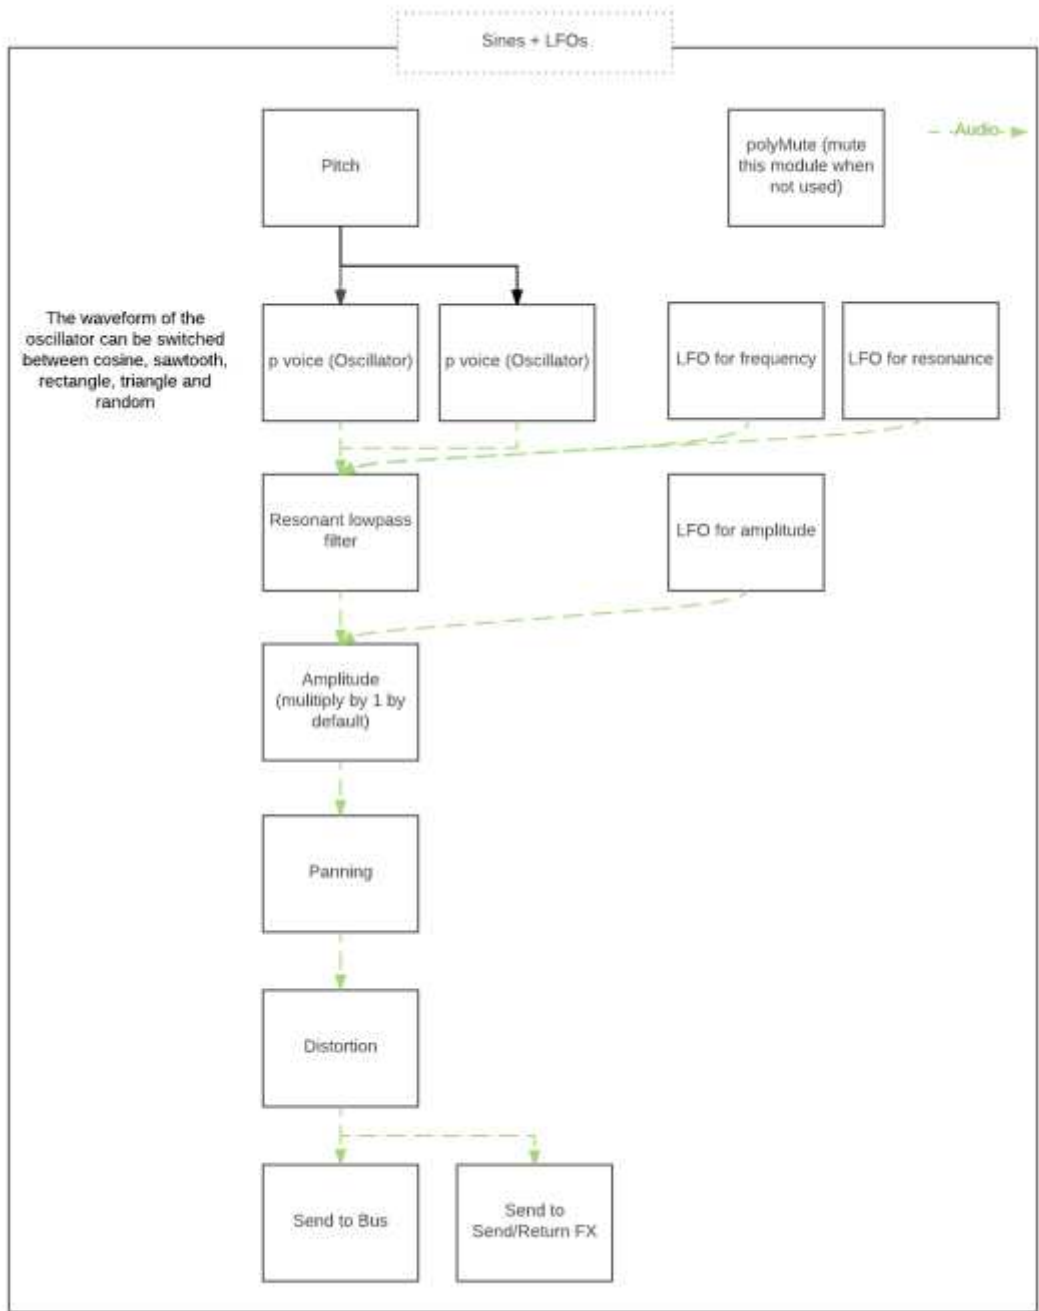 Sines + LFOs
Pitch
polyMute (mute
this module when
not used)
Audio
The waveform of the
oscillator can be switched
between cosine, sawtooth,
rectangle, triangle and
random
p voice (Oscillator)
p voice (Oscillator)
LFO for frequency
LFO for resonance
Resonant lowpass
filter
LFO for amplitude
Amplitude
(mulitiply by 1 by
default)
Panning
Distortion
Send to Bus
Send to
Send/Return FX